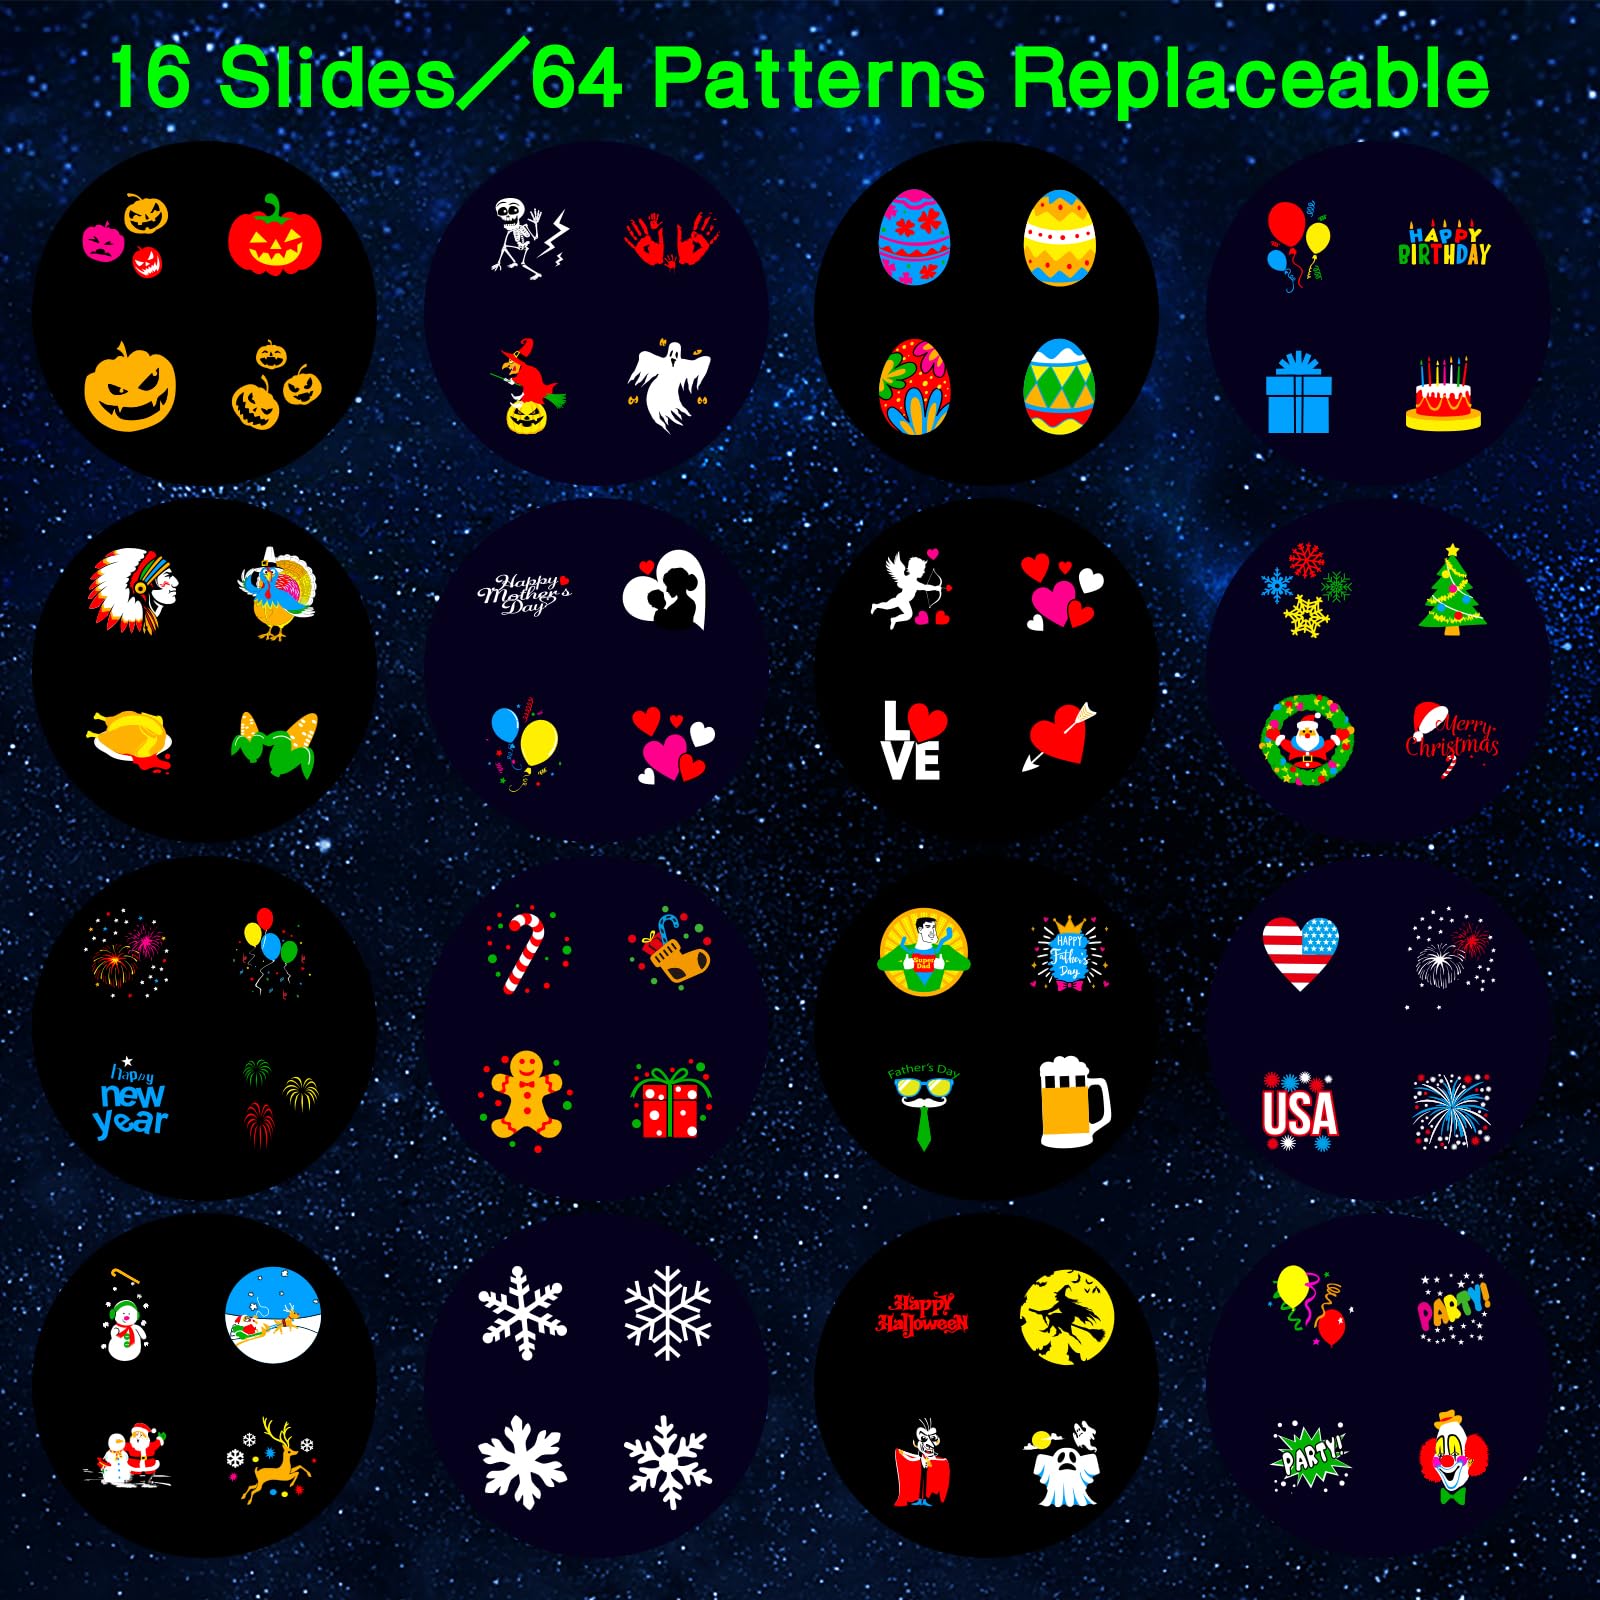 16 Slides/64 Patterns Replaceable
HAPPY
BIRTHDAY
Happy
Mother's
Day
LOVE
Merry
Christmas
happy
new
year
Super
Dad
HAPPY
Father's
Day
Father's Day
USA
Happy
Halloween
PARTY!
PARTY!